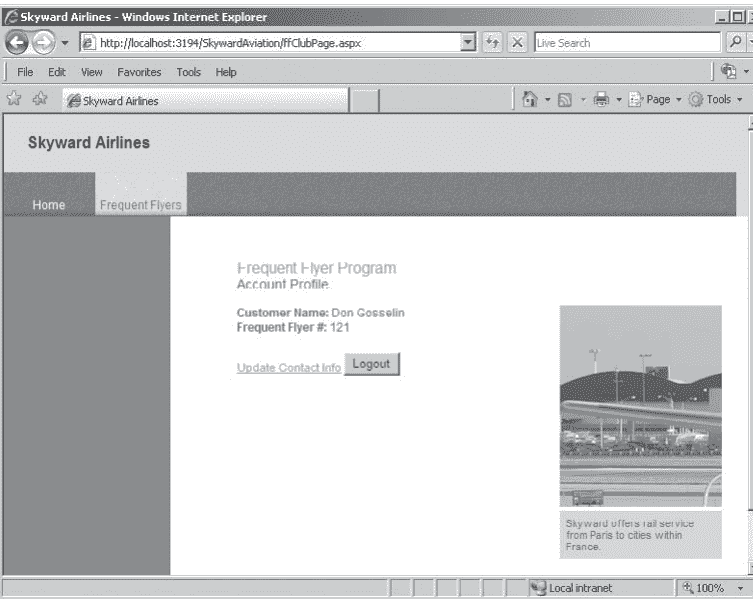 Skyward Airlines - Windows Internet Explorer
http://localhost:3194/SkywardAviation/ffClubPage.aspx
Live Search
File Edit View Favorites Tools Help
Skyward Airlines
Page
Tools
Skyward Airlines
Home
Frequent Flyers
Frequent Flyer Program
Account Profile
Customer Name: Don Gosselin
Frequent Flyer #: 121
Update Contact Info
Logout
Skyward offers rail service
from Paris to cities within
France.
Local intranet
100%